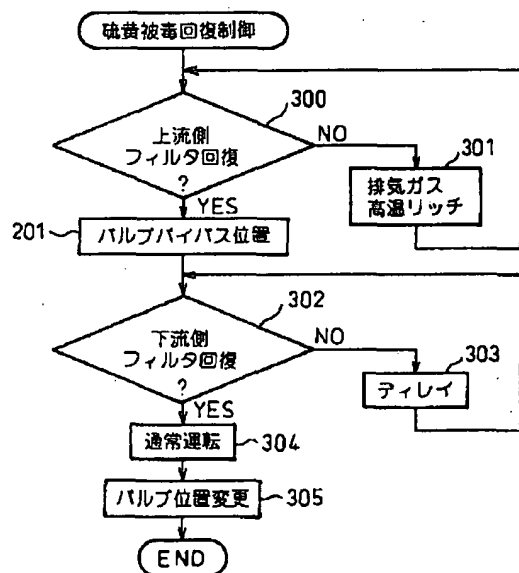 硫黄被毒回復制御
300
上流側
フィルタ回復
?
NO
301
排気ガス
高温リッチ
YES
201
バルブバイパス位置
302
下流側
フィルタ回復
?
NO
303
ディレイ
YES
通常運転
304
バルブ位置変更
305
END